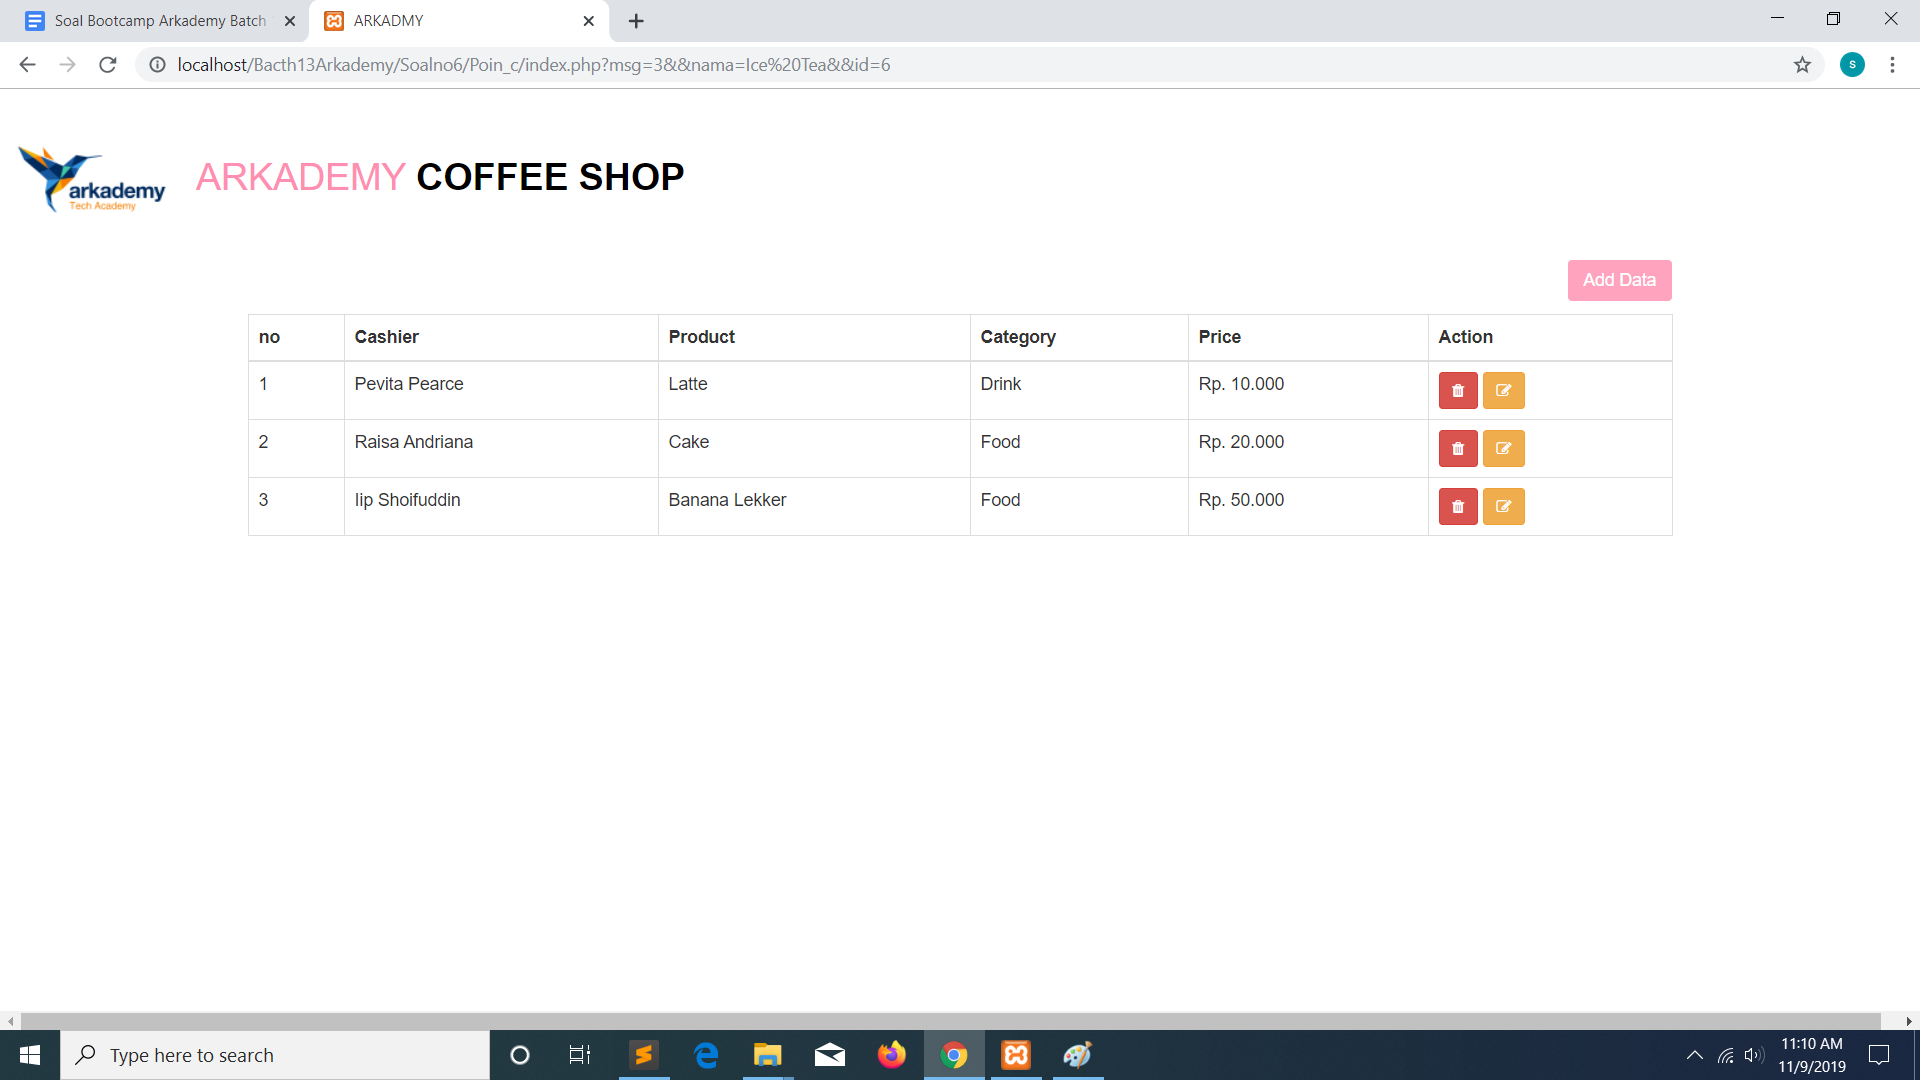 Soal Bootcamp Arkademy Batch
ARKADMY
localhost/Bacth13Arkademy/Soalno6/Poin_c/index.php?msg=3&&nama=Ice%20Tea&&id=6
S
arkademy
Tech Academy
ARKADEMY COFFEE SHOP
Add Data
no Cashier Product Category Price Action
1 Pevita Pearce Latte Drink Rp. 10.000
2 Raisa Andriana Cake Food Rp. 20.000
3 Iip Shoifuddin Banana Lekker Food Rp. 50.000
Type here to search
11:10 AM
11/9/2019